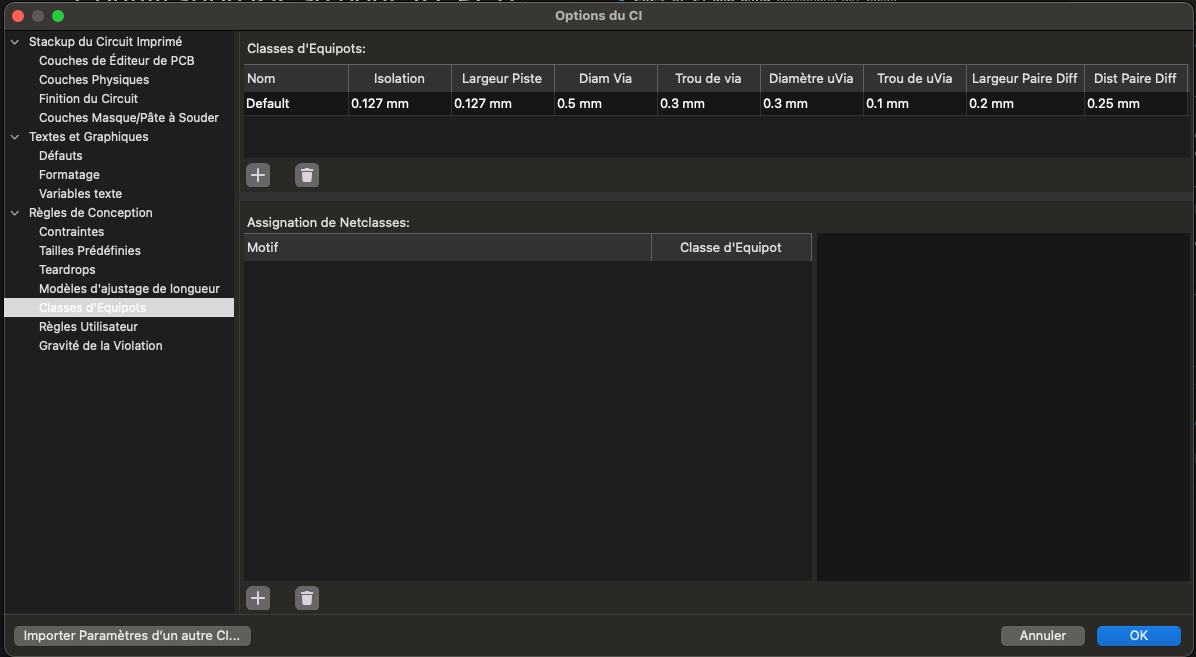 Options du CI
Stackup du Circuit Imprimé
Couches de Éditeur de PCB
Couches Physiques
Finition du Circuit
Couches Masque/Pâte à Souder
Textes et Graphiques
Défauts
Formatage
Variables texte
Règles de Conception
Contraintes
Tailles Prédéfinies
Teardrops
Modèles d'ajustage de longueur
Classes d'Equipots
Règles Utilisateur
Gravité de la Violation
Classes d'Equipots:
Nom Isolation Largeur Piste Diam Via Trou de via Diamètre uVia Trou de uVia Largeur Paire Diff Dist Paire Diff
Default 0.127 mm 0.127 mm 0.5 mm 0.3 mm 0.3 mm 0.1 mm 0.2 mm 0.25 mm
Assignation de Netclasses:
Motif Classe d'Equipot
Importer Paramètres d'un autre CI... Annuler OK